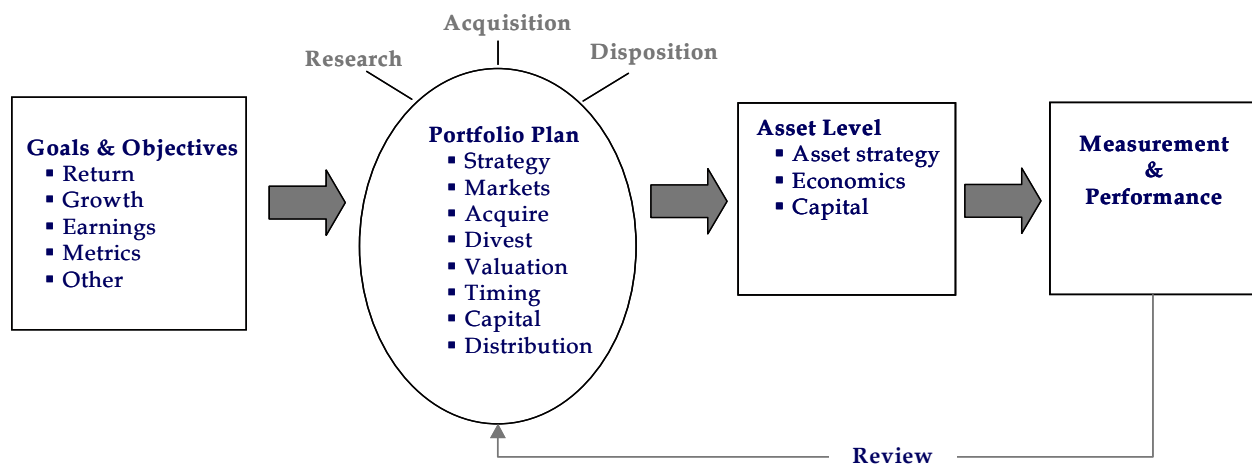 Acquisition
Research
Disposition
Goals & Objectives
▪ Return
▪ Growth
▪ Earnings
▪ Metrics
▪ Other
Portfolio Plan
▪ Strategy
▪ Markets
▪ Acquire
▪ Divest
▪ Valuation
▪ Timing
▪ Capital
▪ Distribution
Asset Level
▪ Asset strategy
▪ Economics
▪ Capital
Measurement
&
Performance
Review